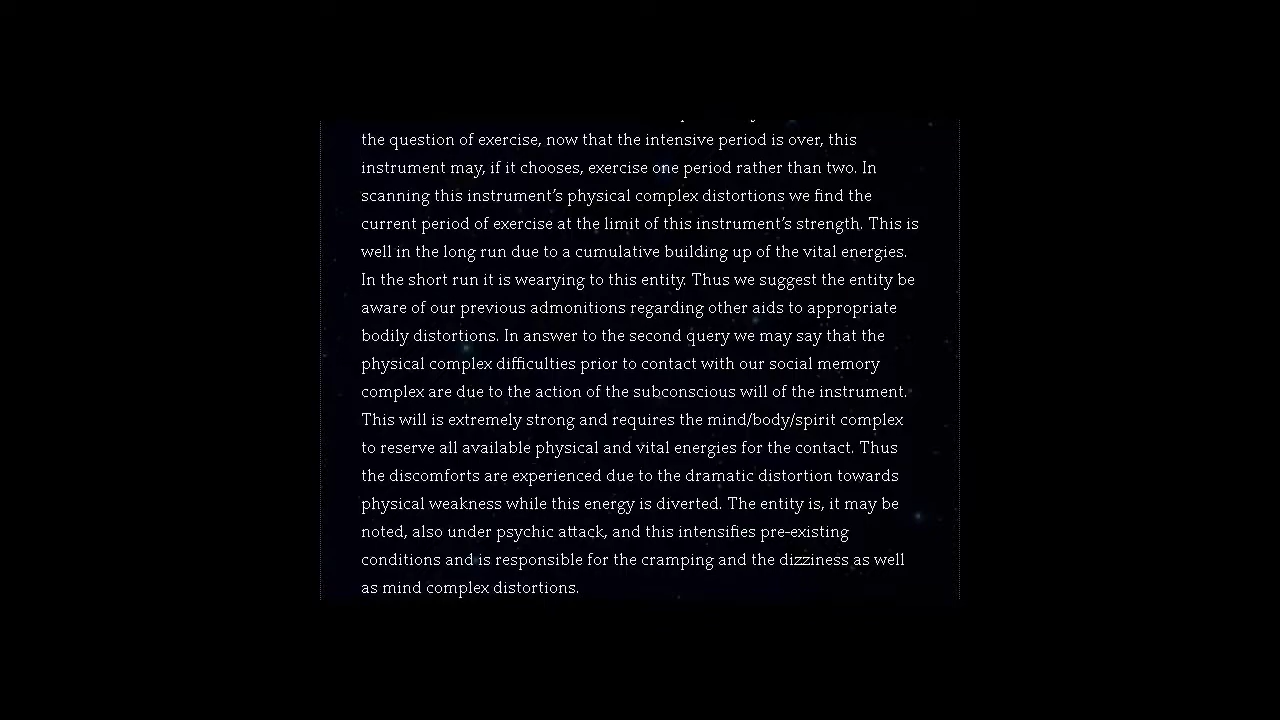 the question of exercise, now that the intensive period is over, this
instrument may, if it chooses, exercise one period rather than two. In
scanning this instrument’s physical complex distortions we find the
current period of exercise at the limit of this instrument’s strength. This is
well in the long run due to a cumulative building up of the vital energies.
In the short run it is wearying to this entity. Thus we suggest the entity be
aware of our previous admonitions regarding other aids to appropriate
bodily distortions. In answer to the second query we may say that the
physical complex difficulties prior to contact with our social memory
complex are due to the action of the subconscious will of the instrument.
This will is extremely strong and requires the mind/body/spirit complex
to reserve all available physical and vital energies for the contact. Thus
the discomforts are experienced due to the dramatic distortion towards
physical weakness while this energy is diverted. The entity is, it may be
noted, also under psychic attack, and this intensifies pre-existing
conditions and is responsible for the cramping and the dizziness as well
as mind complex distortions.